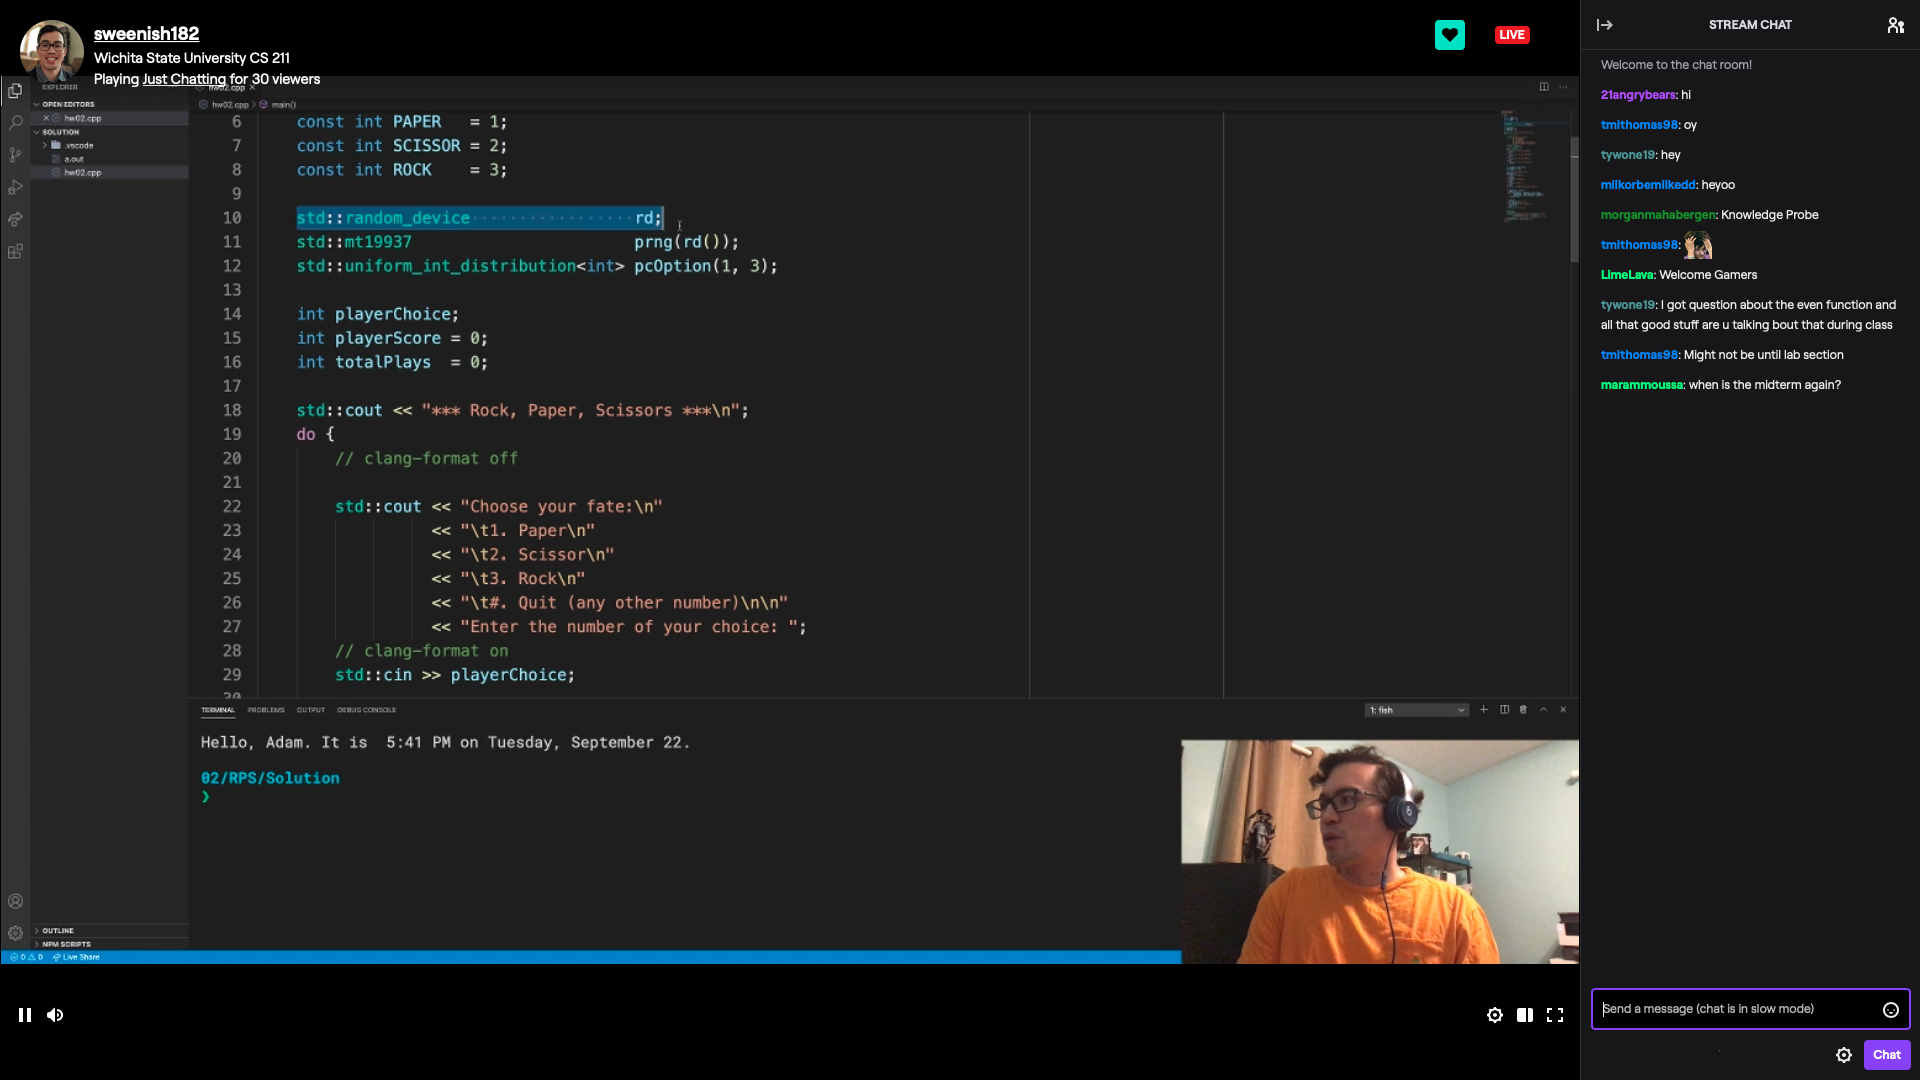 sweenish182
Wichita State University CS 211
Playing Just Chatting for 30 viewers
LIVE
EXPLORER
OPEN EDITORS
hw02.cpp
SOLUTION
.vscode
a.out
hw02.cpp
OUTLINE
NPM SCRIPTS
hw02.cpp
hw02.cpp > main()
6 const int PAPER = 1;
7 const int SCISSOR = 2;
8 const int ROCK = 3;
9
10 std::random_device rd;
11 std::mt19937 prng(rd());
12 std::uniform_int_distribution<int> pcOption(1, 3);
13
14 int playerChoice;
15 int playerScore = 0;
16 int totalPlays = 0;
17
18 std::cout << "*** Rock, Paper, Scissors ***\n";
19 do {
20 // clang-format off
21
22 std::cout << "Choose your fate:\n"
23 << "\t1. Paper\n"
24 << "\t2. Scissor\n"
25 << "\t3. Rock\n"
26 << "\t#. Quit (any other number)\n\n"
27 << "Enter the number of your choice: ";
28 // clang-format on
29 std::cin >> playerChoice;
30
TERMINAL PROBLEMS OUTPUT DEBUG CONSOLE
1: fish
Hello, Adam. It is 5:41 PM on Tuesday, September 22.
02/RPS/Solution
❯
0 0 Live Share
STREAM CHAT
Welcome to the chat room!
21angrybears: hi
tmithomas98: oy
tywone19: hey
milkorbemilkedd: heyoo
morganmahabergen: Knowledge Probe
tmithomas98:
LimeLava: Welcome Gamers
tywone19: I got question about the even function and
all that good stuff are u talking bout that during class
tmithomas98: Might not be until lab section
marammoussa: when is the midterm again?
Send a message (chat is in slow mode)
Chat